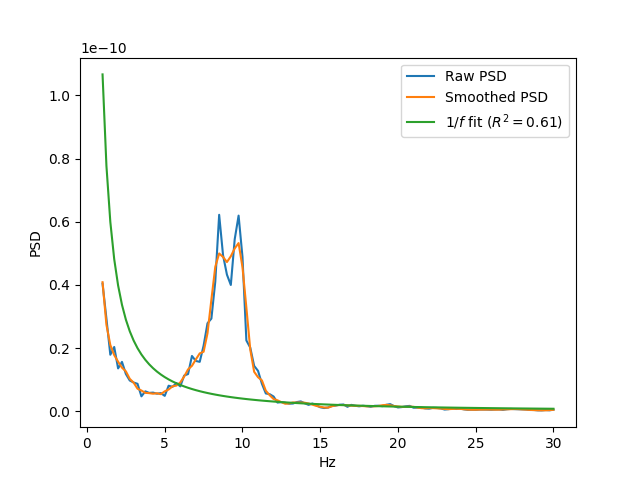 1e−10
Raw PSD
Smoothed PSD
1/f fit (R² = 0.61)
1.0
0.8
0.6
0.4
0.2
0.0
PSD
0 5 10 15 20 25 30
Hz